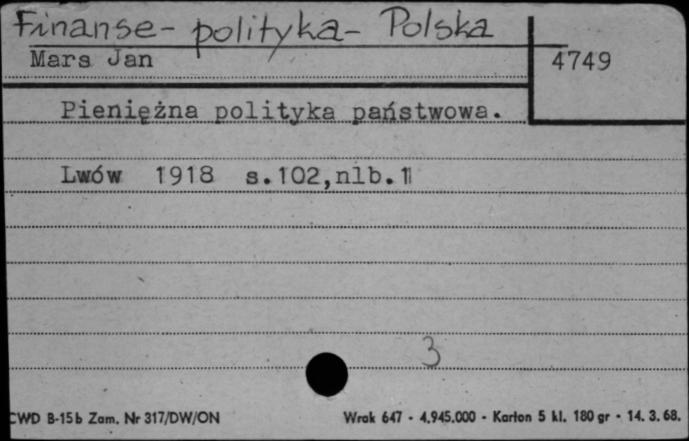 Finanse - polityka - Polska
Mars Jan
4749
Pieniężna polityka państwowa.
Lwów 1918 s.102,nlb.1
3
CWD B-15b Zam. Nr 317/DW/ON
Wrak 647 - 4.945.000 - Karton 5 kl. 180 gr - 14. 3. 68.